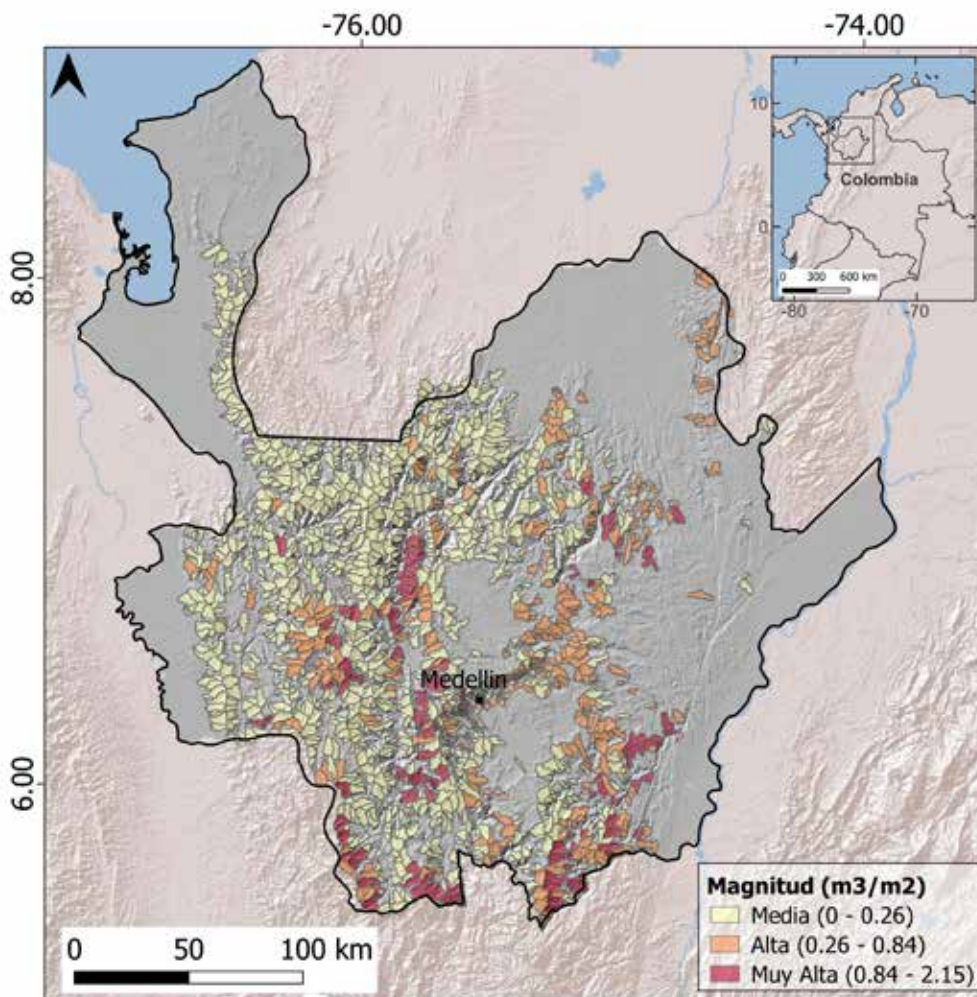 -76.00
-74.00
10
Colombia
0
0 300 600 km
-80
-70
8.00
6.00
Medellin
Magnitud (m3/m2)
Media (0 - 0.26)
Alta (0.26 - 0.84)
Muy Alta (0.84 - 2.15)
0 50 100 km